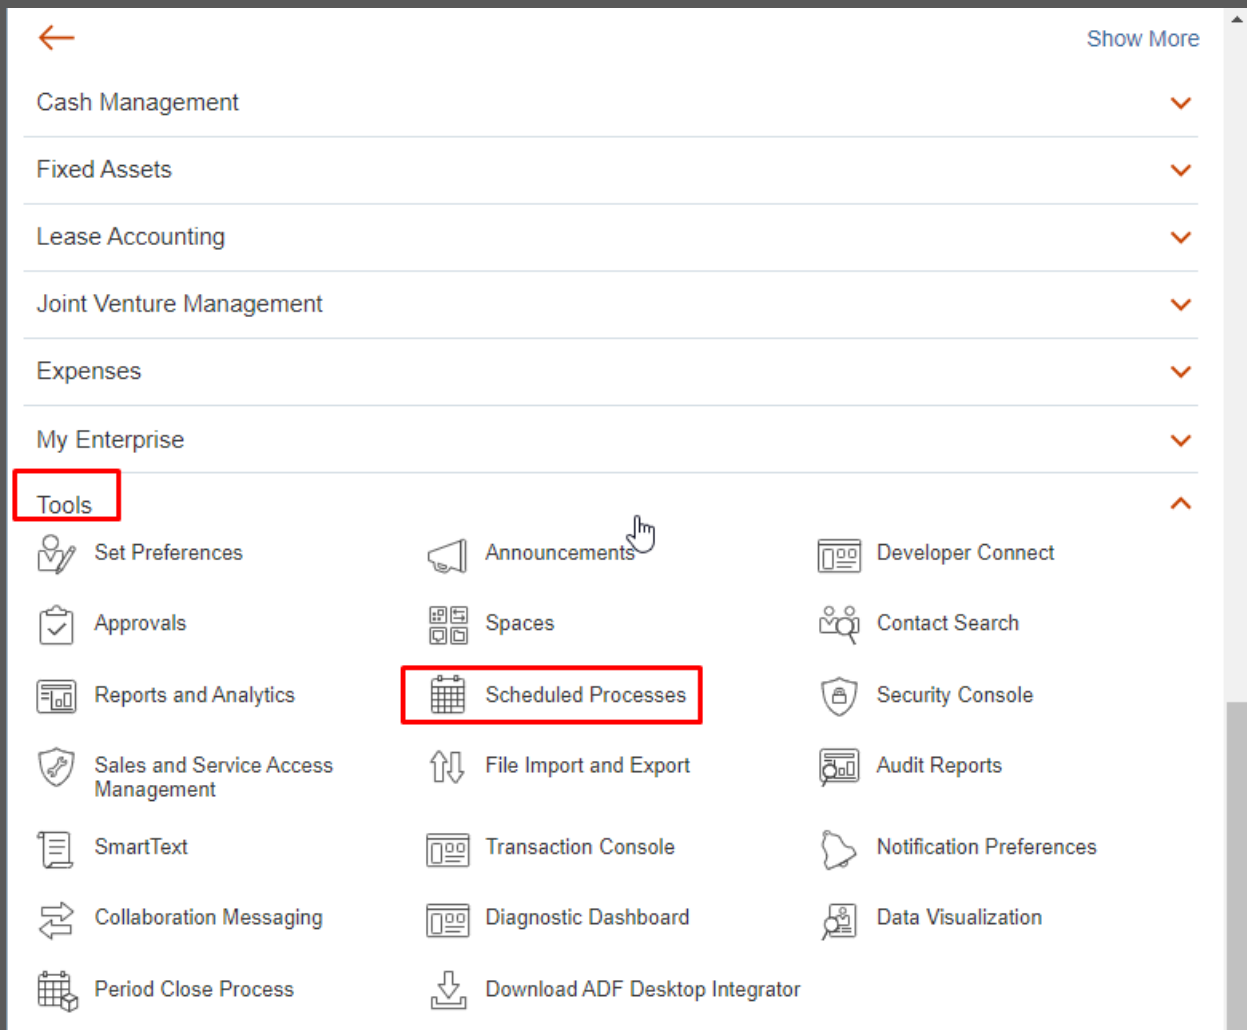 Show More
Cash Management
Fixed Assets
Lease Accounting
Joint Venture Management
Expenses
My Enterprise
Tools
Set Preferences
Announcements
Developer Connect
Approvals
Spaces
Contact Search
Reports and Analytics
Scheduled Processes
Security Console
Sales and Service Access
Management
File Import and Export
Audit Reports
SmartText
Transaction Console
Notification Preferences
Collaboration Messaging
Diagnostic Dashboard
Data Visualization
Period Close Process
Download ADF Desktop Integrator